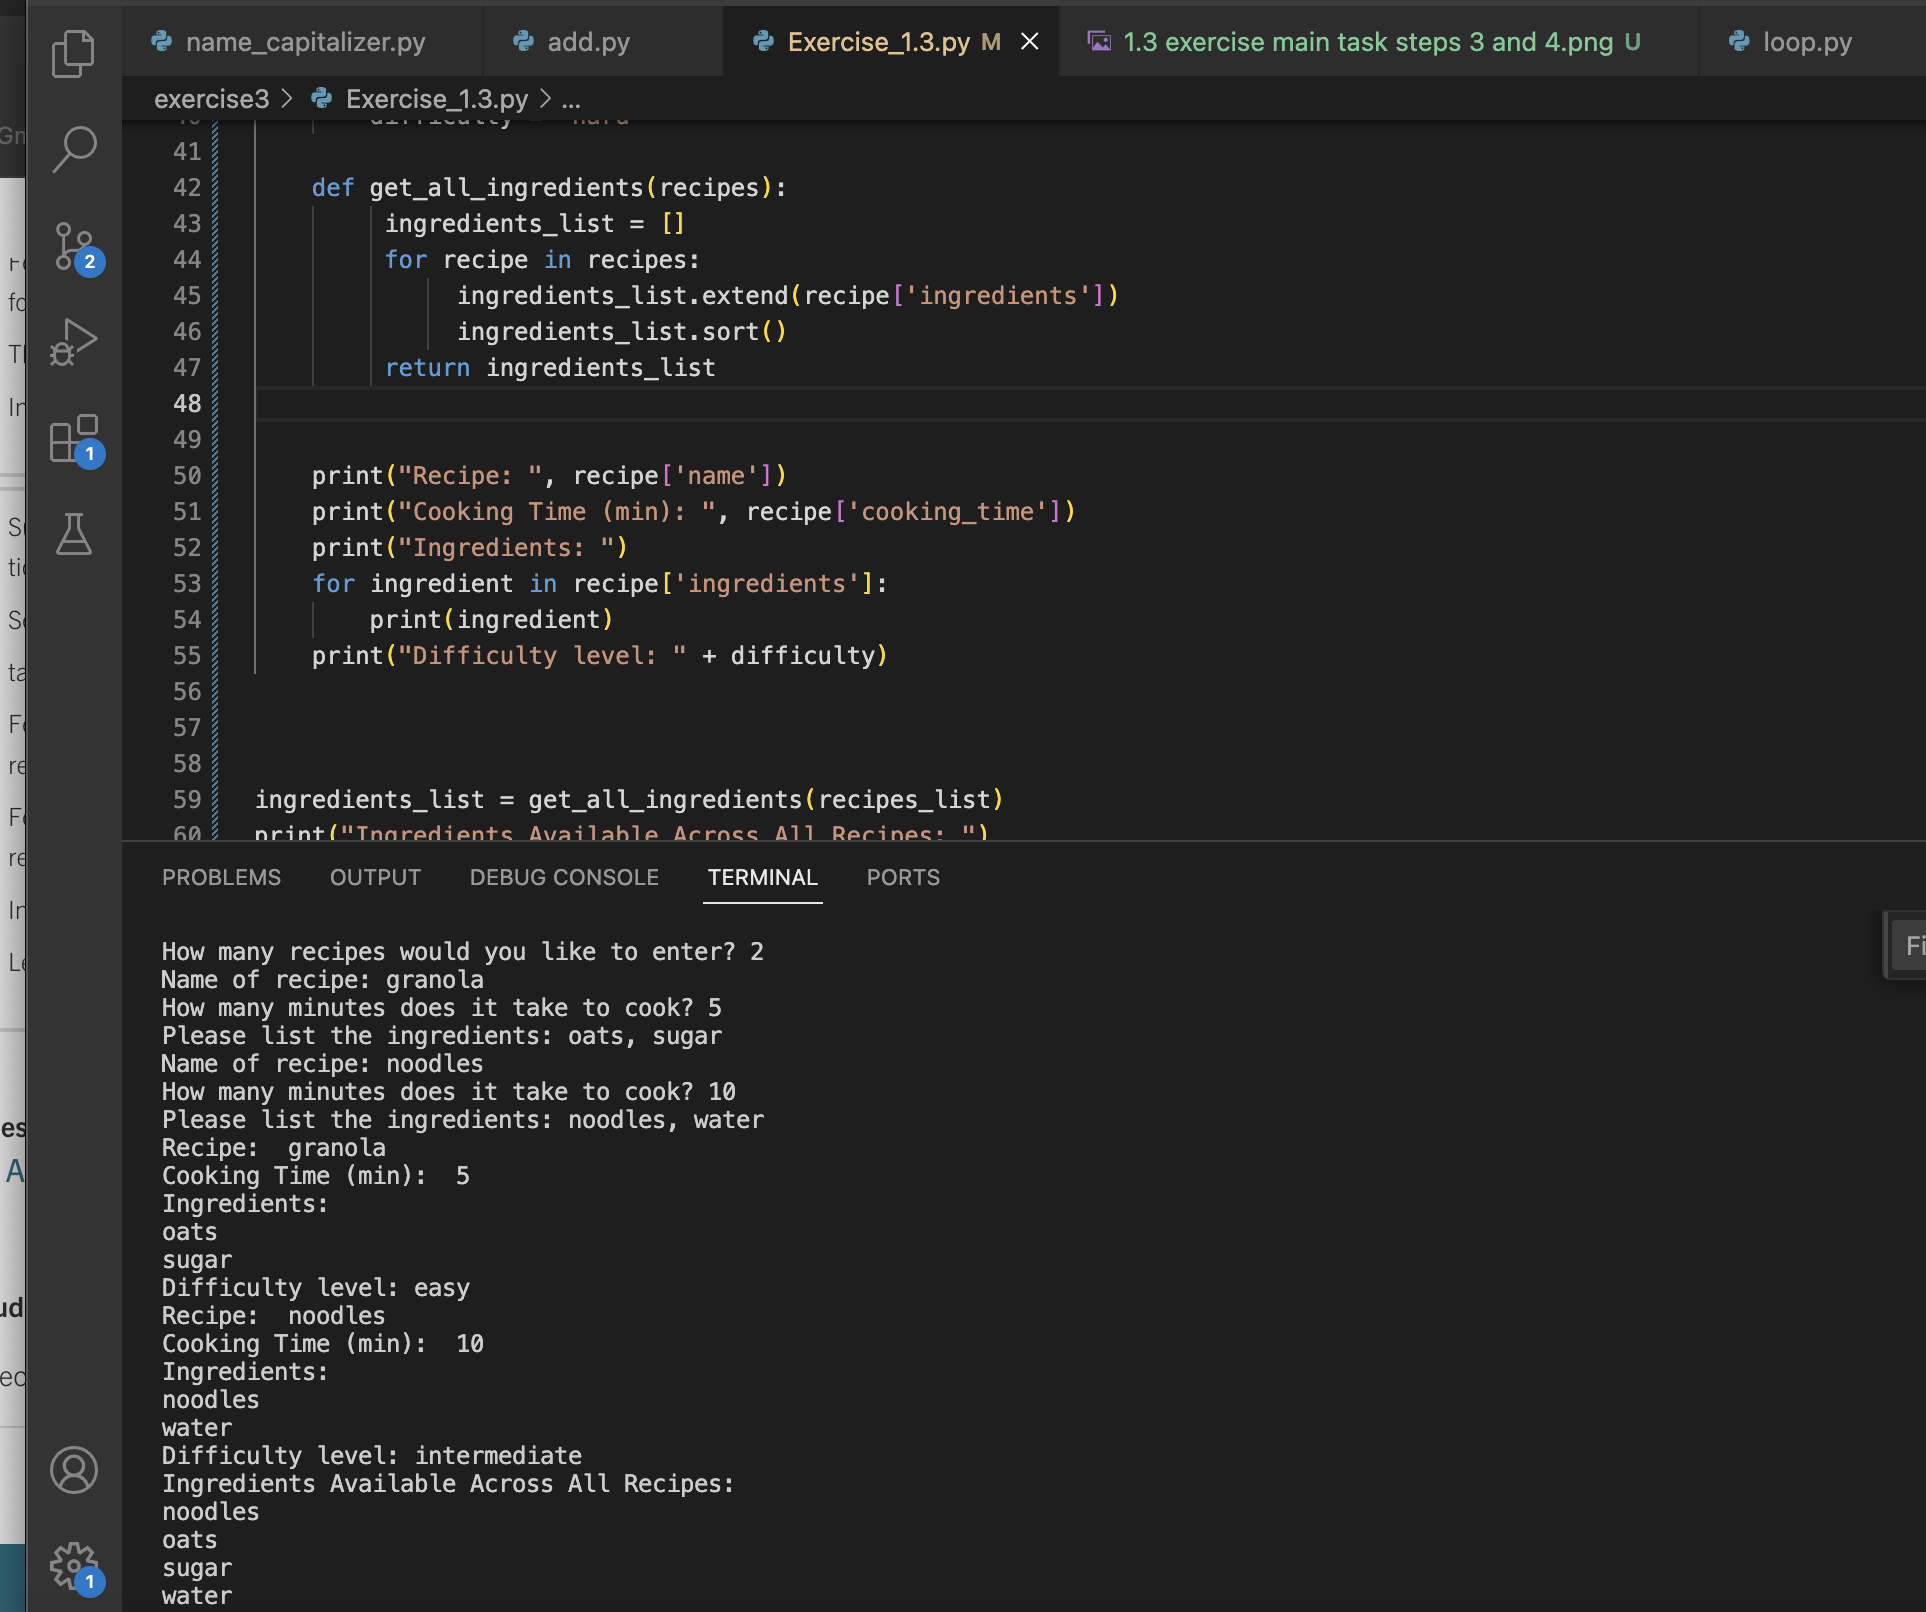 name_capitalizer.py add.py Exercise_1.3.py M 1.3 exercise main task steps 3 and 4.png U loop.py
exercise3 > Exercise_1.3.py > ...
41
42 def get_all_ingredients(recipes):
43 ingredients_list = []
44 for recipe in recipes:
45 ingredients_list.extend(recipe['ingredients'])
46 ingredients_list.sort()
47 return ingredients_list
48
49
50 print("Recipe: ", recipe['name'])
51 print("Cooking Time (min): ", recipe['cooking_time'])
52 print("Ingredients: ")
53 for ingredient in recipe['ingredients']:
54 print(ingredient)
55 print("Difficulty level: " + difficulty)
56
57
58
59 ingredients_list = get_all_ingredients(recipes_list)
60 print("Ingredients Available Across All Recipes: ")
2
1
1
PROBLEMS OUTPUT DEBUG CONSOLE TERMINAL PORTS
How many recipes would you like to enter? 2
Name of recipe: granola
How many minutes does it take to cook? 5
Please list the ingredients: oats, sugar
Name of recipe: noodles
How many minutes does it take to cook? 10
Please list the ingredients: noodles, water
Recipe:  granola
Cooking Time (min):  5
Ingredients:
oats
sugar
Difficulty level: easy
Recipe:  noodles
Cooking Time (min):  10
Ingredients:
noodles
water
Difficulty level: intermediate
Ingredients Available Across All Recipes:
noodles
oats
sugar
water